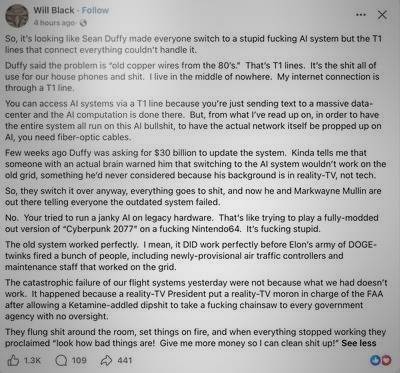 Will Black · Follow
4 hours ago ·
So, it's looking like Sean Duffy made everyone switch to a stupid fucking AI system but the T1
lines that connect everything couldn't handle it.
Duffy said the problem is "old copper wires from the 80's." That's T1 lines. It's the shit all of
use for our house phones and shit. I live in the middle of nowhere. My internet connection is
through a T1 line.
You can access AI systems via a T1 line because you're just sending text to a massive data-
center and the AI computation is done there. But, from what I've read up on, in order to have
the entire system all run on this AI bullshit, to have the actual network itself be propped up on
AI, you need fiber-optic cables.
Few weeks ago Duffy was asking for $30 billion to update the system. Kinda tells me that
someone with an actual brain warned him that switching to the AI system wouldn't work on the
old grid, something he'd never considered because his background is in reality-TV, not tech.
So, they switch it over anyway, everything goes to shit, and now he and Markwayne Mullin are
out there telling everyone the outdated system failed.
No. Your tried to run a janky AI on legacy hardware. That's like trying to play a fully-modded
out version of "Cyberpunk 2077" on a fucking Nintendo64. It's fucking stupid.
The old system worked perfectly. I mean, it DID work perfectly before Elon's army of DOGE-
twinks fired a bunch of people, including newly-provisional air traffic controllers and
maintenance staff that worked on the grid.
The catastrophic failure of our flight systems yesterday were not because what we had doesn't
work. It happened because a reality-TV President put a reality-TV moron in charge of the FAA
after allowing a Ketamine-addled dipshit to take a fucking chainsaw to every government
agency with no oversight.
They flung shit around the room, set things on fire, and when everything stopped working they
proclaimed "look how bad things are! Give me more money so I can clean shit up!" See less
1.3K 109 441